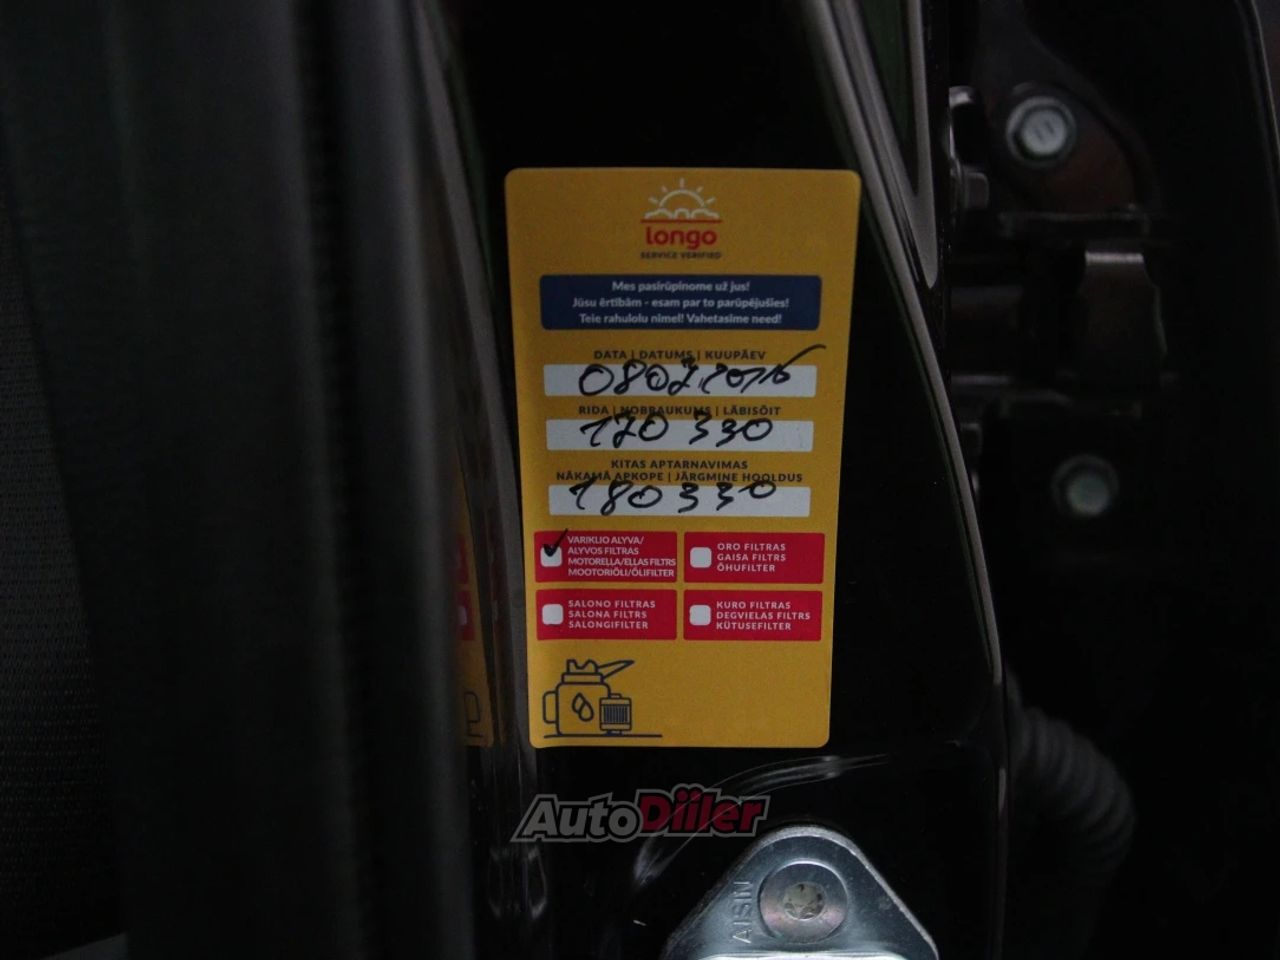 longo
SERVICE VERIFIED
Mes pasirūpinome už jus!
Jūsu ērtībām - esam par to parūpējušies!
Teie rahulolu nimel! Vahetasime need!
DATA | DATUMS | KUUPÄEV
RIDA | NOBRAUKUMS | LÄBISÕIT
170 330
KITAS APTARNAVIMAS
NĀKAMĀ APKOPE | JÄRGMINE HOOLDUS
180 330
VARIKLIO ALYVA/
ALYVOS FILTRAS
MOTOREĻĻA/EĻĻAS FILTRS
MOOTORIÕLI/ÕLIFILTER
ORO FILTRAS
GAISA FILTRS
ÕHUFILTER
SALONO FILTRAS
SALONA FILTRS
SALONGIFILTER
KURO FILTRAS
DEGVIELAS FILTRS
KÜTUSEFILTER
AutoDiiler
AISIN